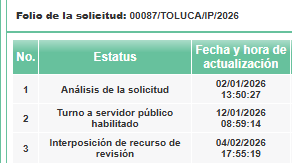 Folio de la solicitud: 00087/TOLUCA/IP/2026
No. Estatus Fecha y hora de
actualización
1 Análisis de la solicitud 02/01/2026
13:50:27
2 Turno a servidor público
habilitado 12/01/2026
08:59:14
3 Interposición de recurso de
revisión 04/02/2026
17:55:19